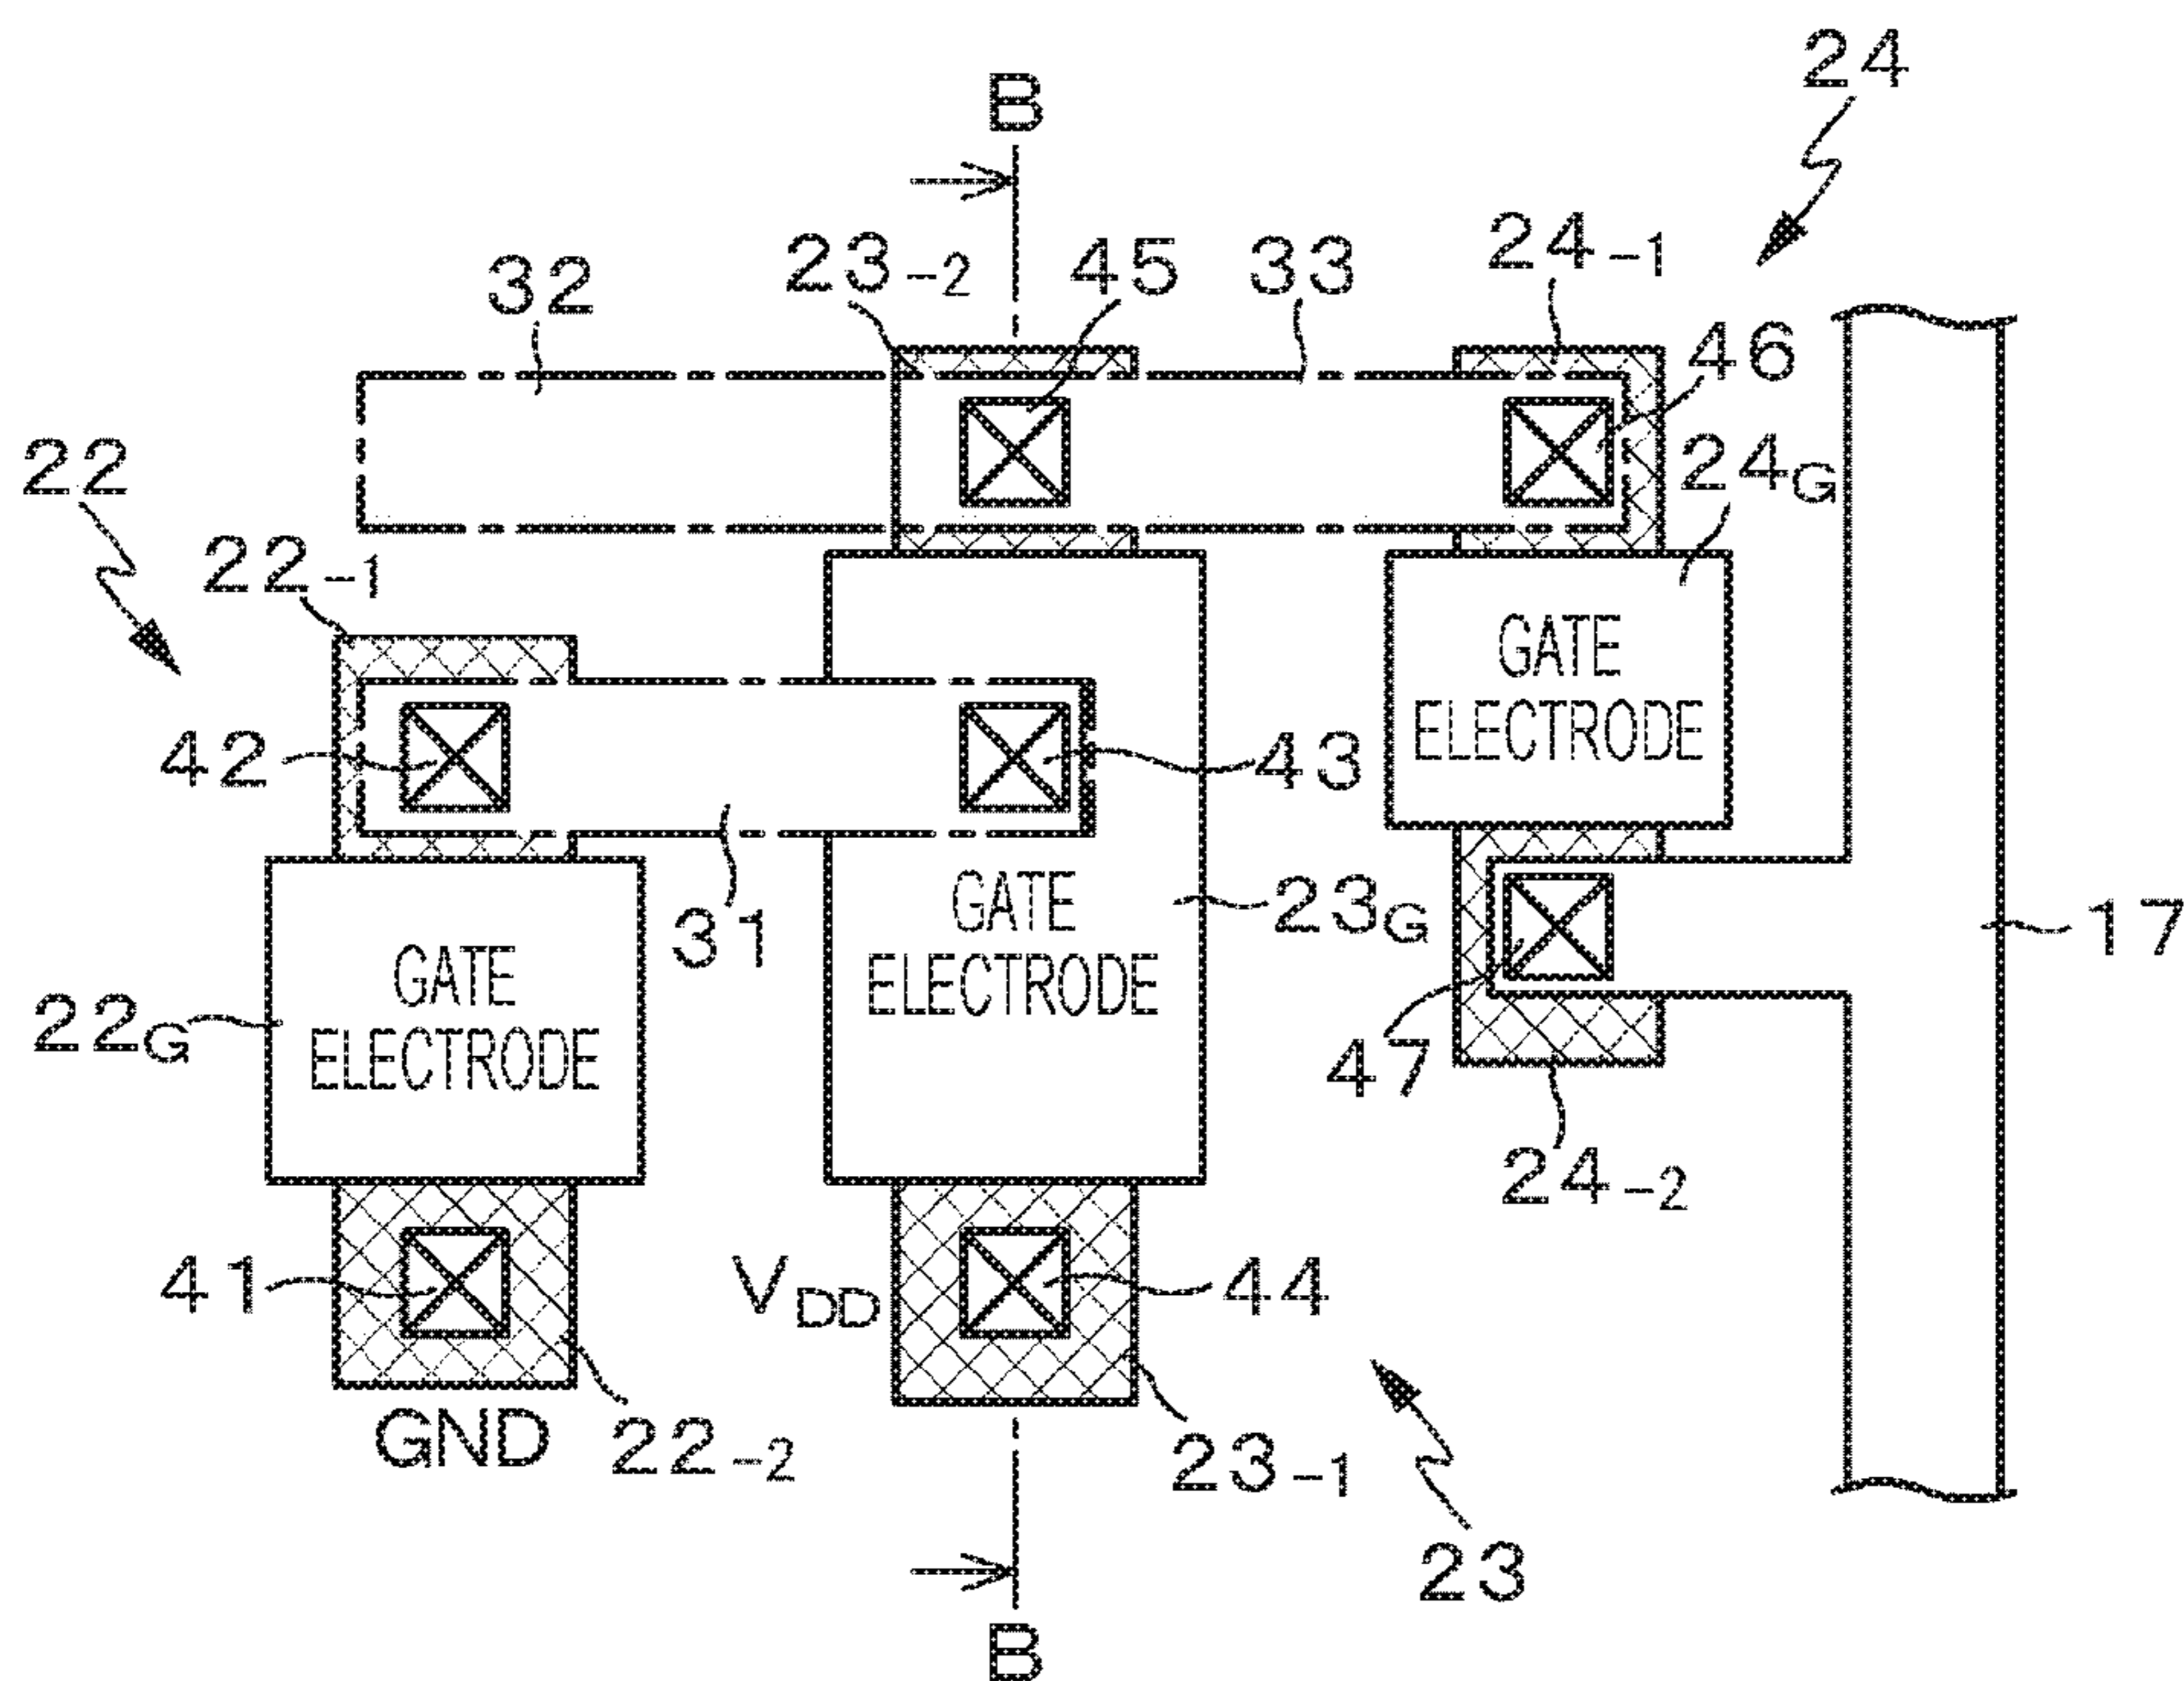 24
B
23-2
45
33
24-1
32
46
22
24G
22-1
GATE
ELECTRODE
42
43
31
GATE
ELECTRODE
23G
17
GATE
ELECTRODE
22G
47
24-2
41
VDD
44
GND
22-2
23-1
23
B